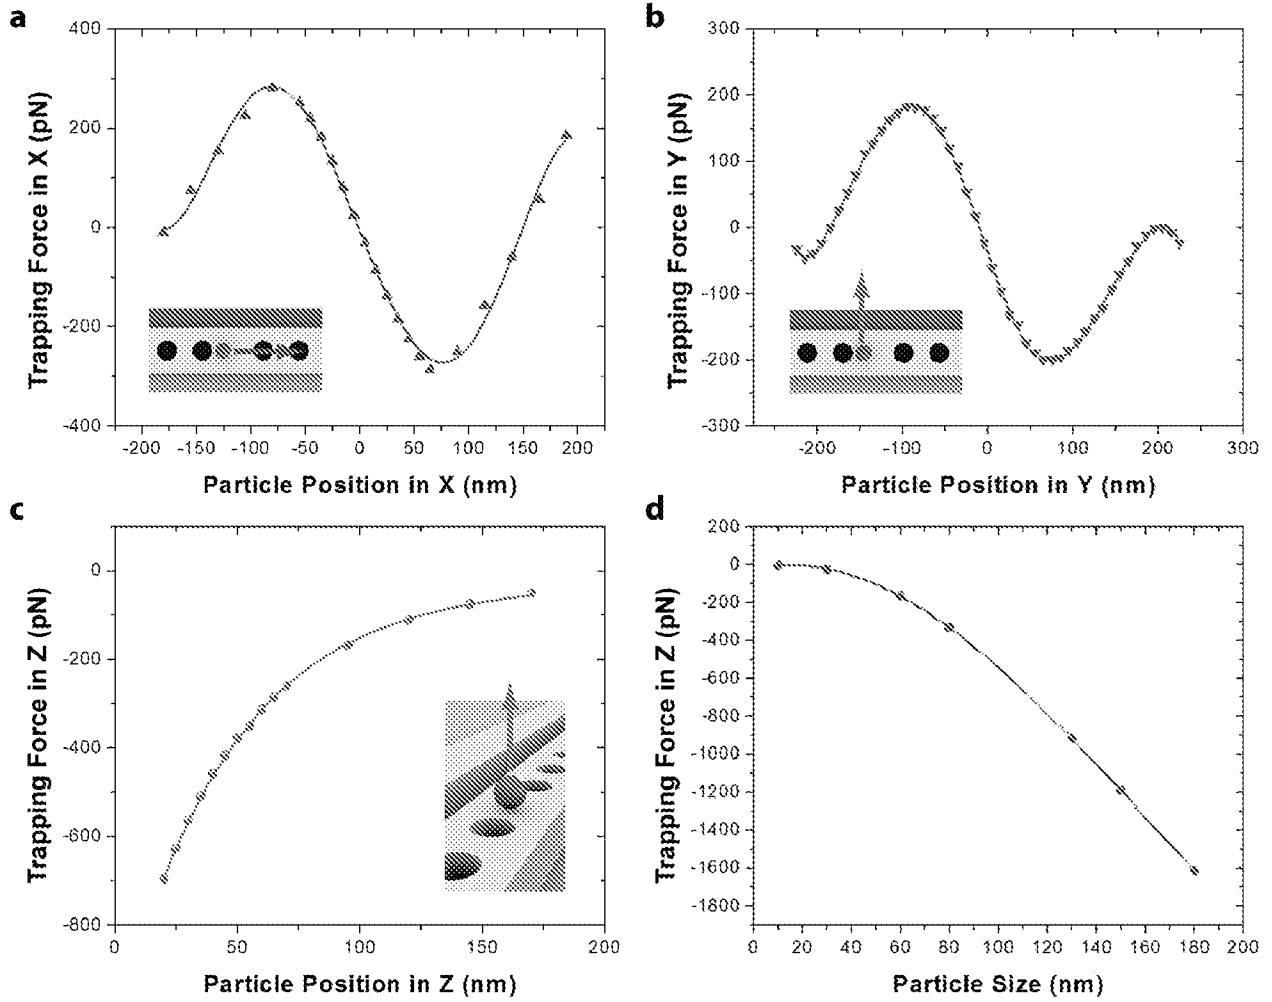 a
400
200
0
-200
-400
-200 -150 -100 -50 0 50 100 150 200
Particle Position in X (nm)
Trapping Force in X (pN)
b
300
200
100
0
-100
-200
-300
-200 -100 0 100 200 300
Particle Position in Y (nm)
Trapping Force in Y (pN)
c
0
-200
-400
-600
-800
0 50 100 150 200
Particle Position in Z (nm)
Trapping Force in Z (pN)
d
200
0
-200
-400
-600
-800
-1000
-1200
-1400
-1600
-1800
0 20 40 60 80 100 120 140 160 180 200
Particle Size (nm)
Trapping Force in Z (pN)